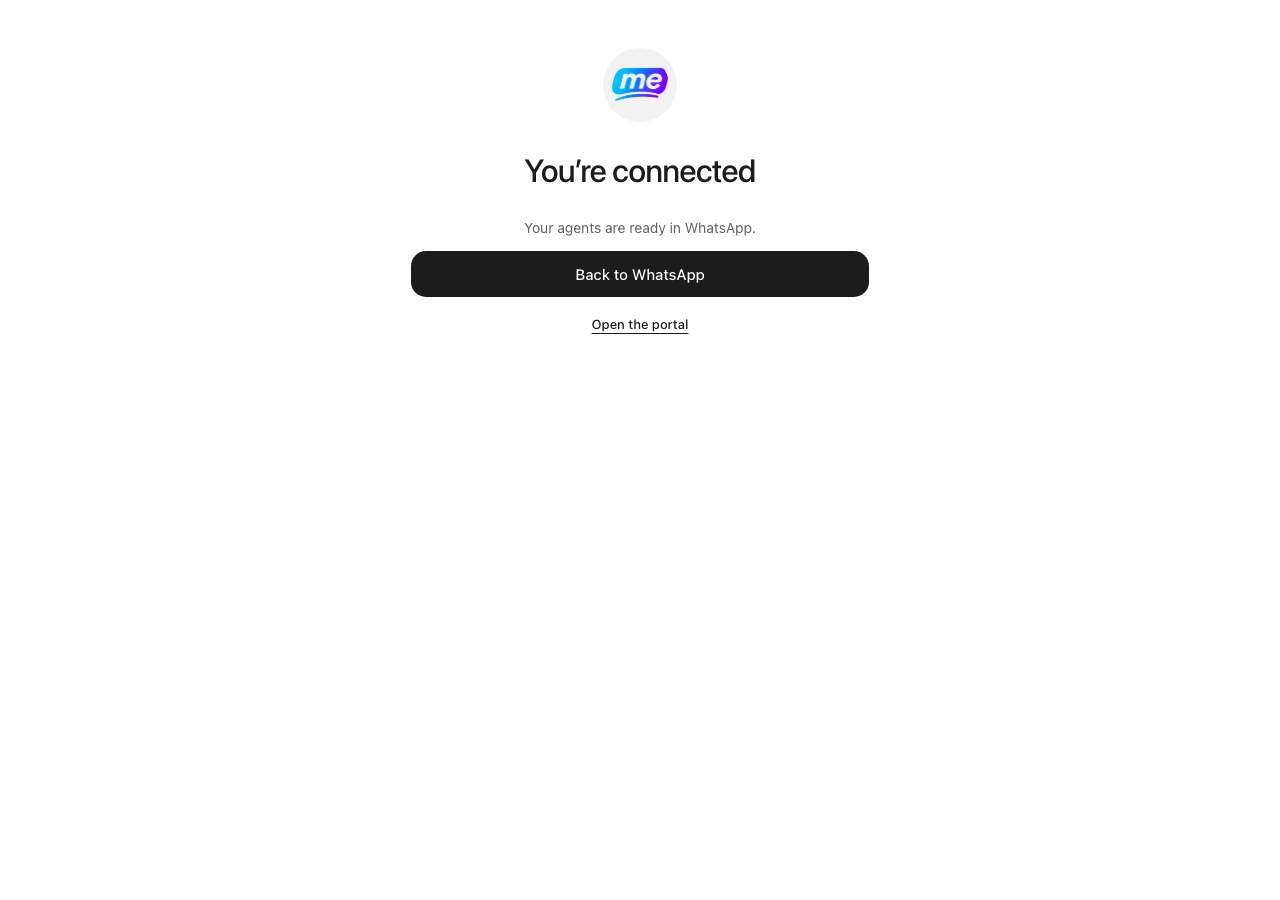 me
You’re connected
Your agents are ready in WhatsApp.
Back to WhatsApp
Open the portal